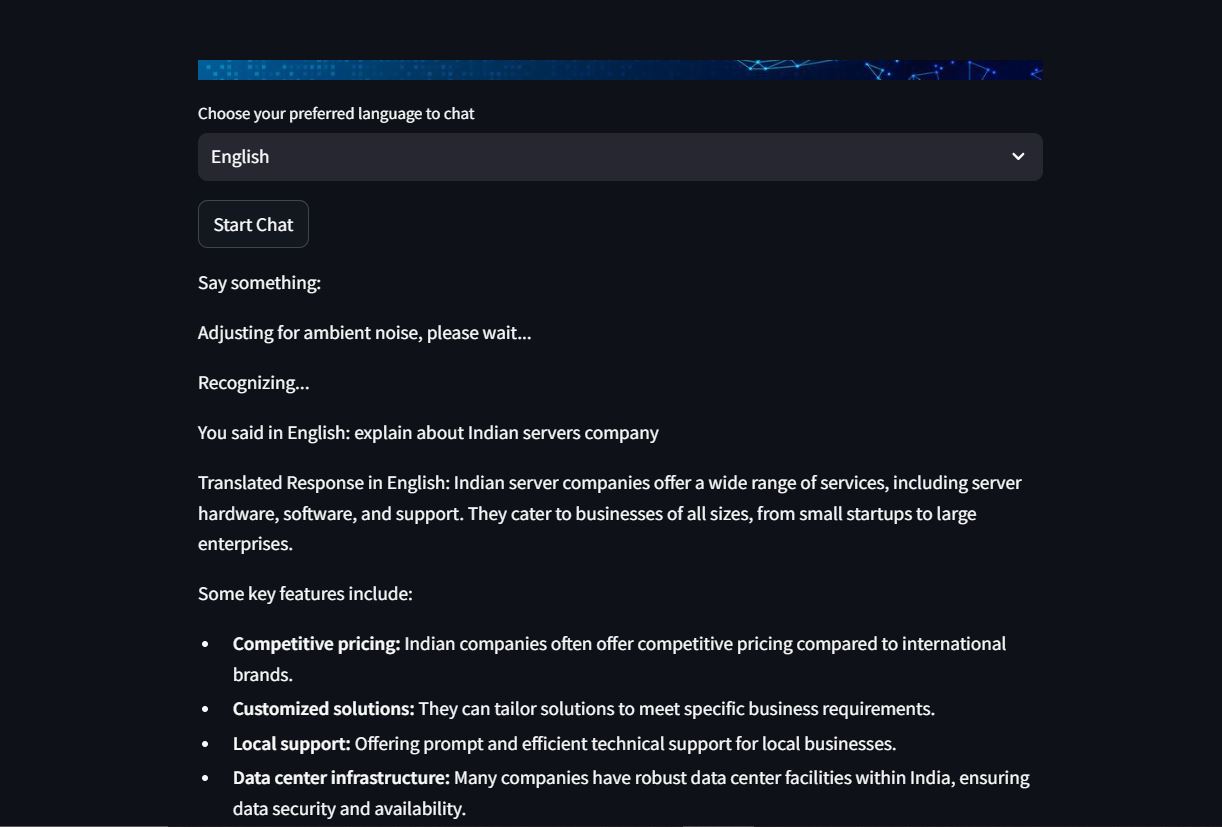 Choose your preferred language to chat
English
Start Chat
Say something:
Adjusting for ambient noise, please wait...
Recognizing...
You said in English: explain about Indian servers company
Translated Response in English: Indian server companies offer a wide range of services, including server
hardware, software, and support. They cater to businesses of all sizes, from small startups to large
enterprises.
Some key features include:
• Competitive pricing: Indian companies often offer competitive pricing compared to international
brands.
• Customized solutions: They can tailor solutions to meet specific business requirements.
• Local support: Offering prompt and efficient technical support for local businesses.
• Data center infrastructure: Many companies have robust data center facilities within India, ensuring
data security and availability.